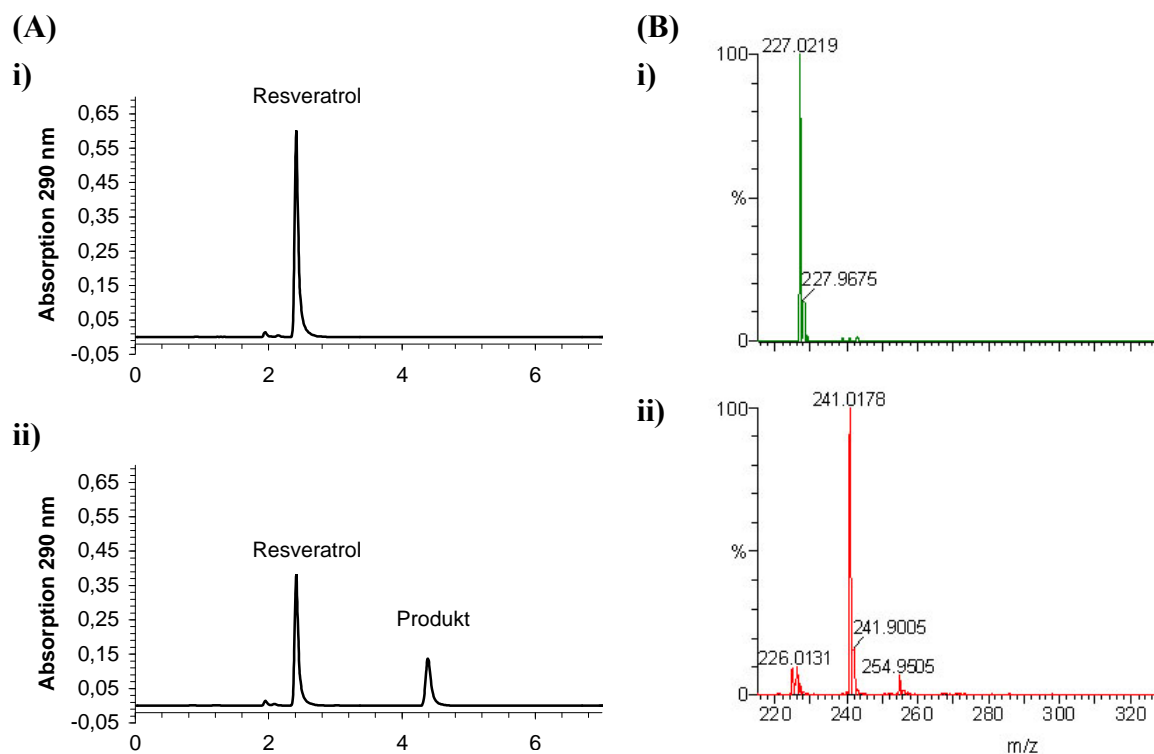 (A)
i)
Resveratrol
Absorption 290 nm
0,65
0,55
0,45
0,35
0,25
0,15
0,05
-0,05
0 2 4 6
ii)
Resveratrol
Produkt
Absorption 290 nm
0,65
0,55
0,45
0,35
0,25
0,15
0,05
-0,05
0 2 4 6
(B)
i)
227.0219
100
227.9675
%
0
ii)
241.0178
100
%
241.9005
226.0131
254.9505
0
220 240 260 280 300 320
m/z